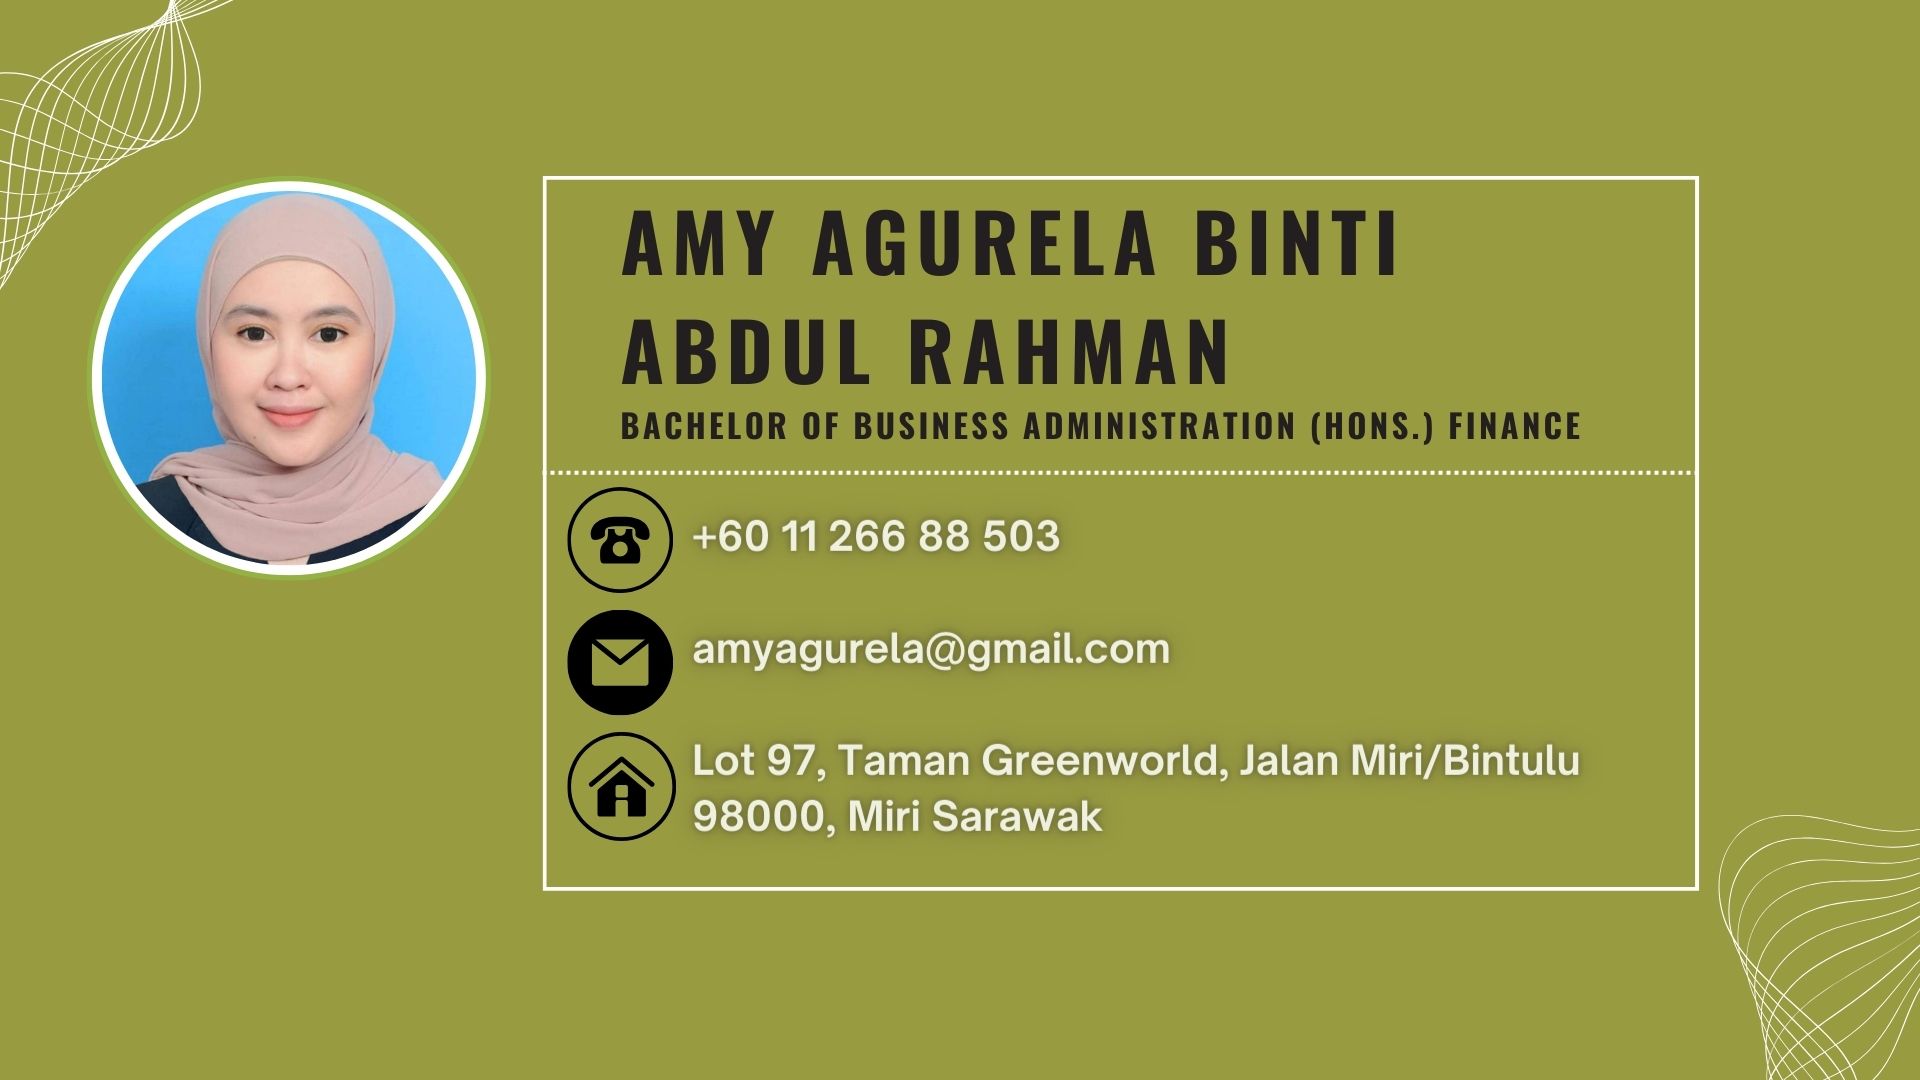 AMY AGURELA BINTI
ABDUL RAHMAN
BACHELOR OF BUSINESS ADMINISTRATION (HONS.) FINANCE
+60 11 266 88 503
amyagurela@gmail.com
Lot 97, Taman Greenworld, Jalan Miri/Bintulu
98000, Miri Sarawak